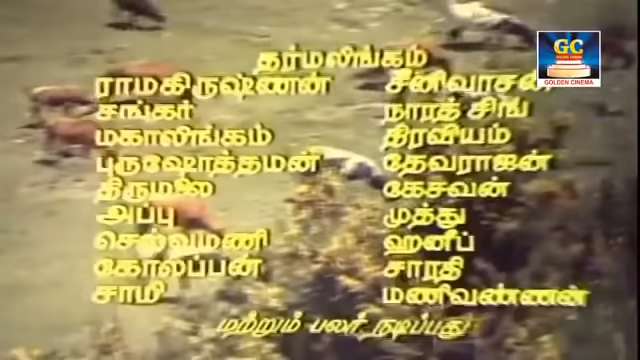 தர்மலிங்கம்
ராமகிருஷ்ணன் சீனிவாசன்
சங்கர் நாரத் சிங்
மகாலிங்கம் திரவியம்
புருஷோத்தமன் தேவராஜன்
திருமலை கேசவன்
அப்பு முத்து
செல்வமணி ஹனீப்
கோலப்பன் சாரதி
சாமி மணிவண்ணன்
மற்றும் பலர் நடிப்பது
GC
GOLDEN CINEMA